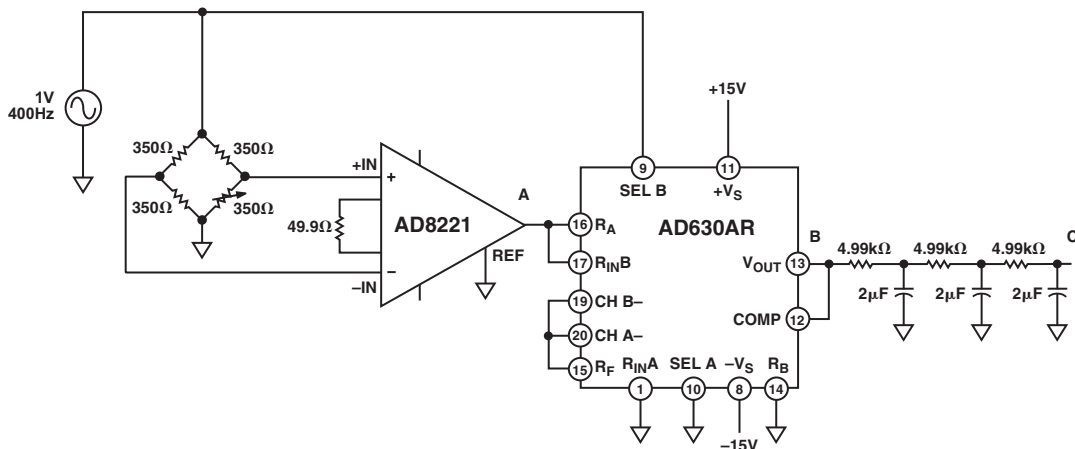 1V
400Hz
350Ω
350Ω
350Ω
350Ω
+IN
+
49.9Ω
AD8221
−
–IN
REF
A
9
SEL B
+15V
11
+VS
AD630AR
16 RA
17 RINB
19 CH B–
20 CH A–
15 RF
RINA
1
SEL A
10
–VS
8
–15V
RB
14
B
VOUT 13
COMP 12
4.99kΩ
4.99kΩ
4.99kΩ
C
2μF
2μF
2μF